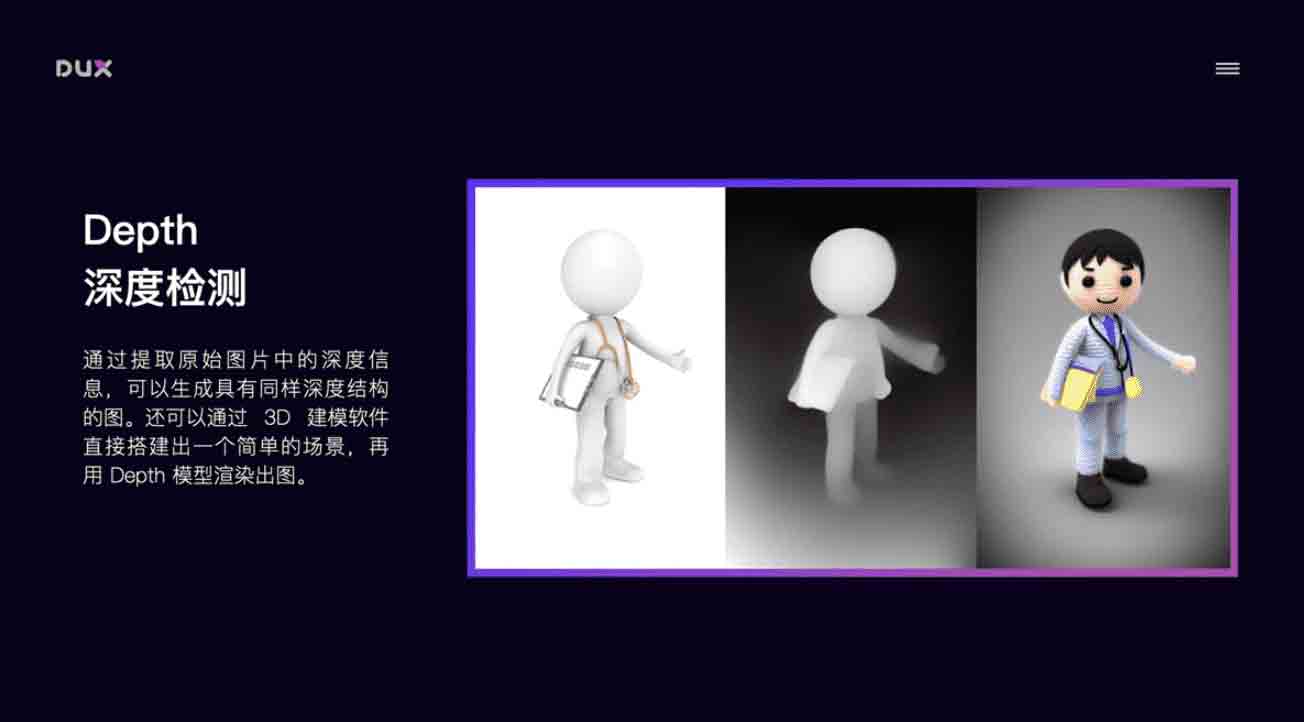 DUX
Depth
深度检测
通过提取原始图片中的深度信
息，可以生成具有同样深度结构
的图。还可以通过 3D 建模软件
直接搭建出一个简单的场景，再
用 Depth 模型渲染出图。